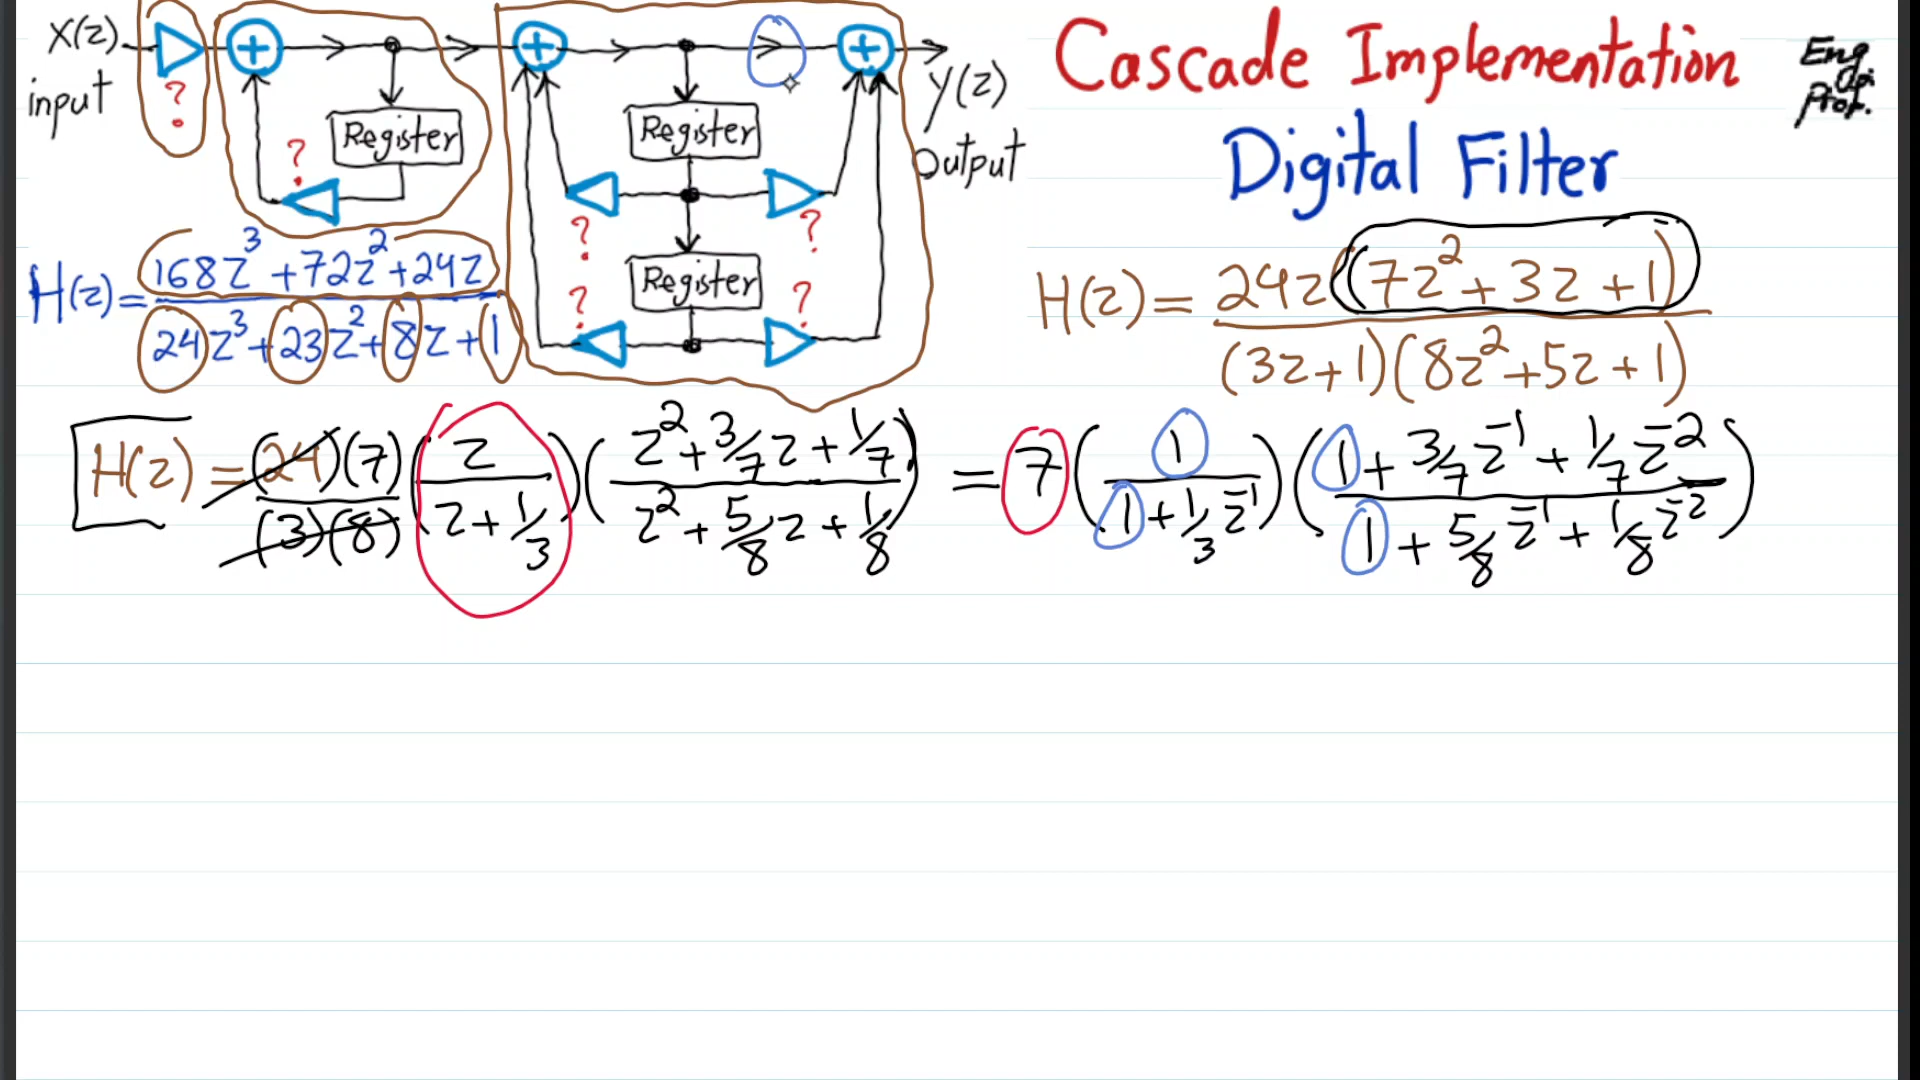 X(z)
input
?
+
Register
?
+
+
Register
?
?
Register
?
?
Y(z)
Output
Cascade Implementation
Digital Filter
Eng
Prof.
H(z) = (168z³ + 72z² + 24z) / (24z³ + 23z² + 8z + 1)
H(z) = 24z(7z² + 3z + 1) / (3z + 1)(8z² + 5z + 1)
H(z) = (24)(7) / (3)(8) (z / (z + 1/3)) ((z² + 3/7 z + 1/7) / (z² + 5/8 z + 1/8)) = 7 (1 / (1 + 1/3 z⁻¹)) ((1 + 3/7 z⁻¹ + 1/7 z⁻²) / (1 + 5/8 z⁻¹ + 1/8 z⁻²))